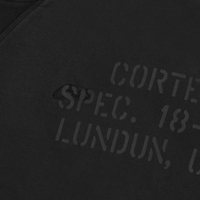 CORTE
SPEC. 18-
LUNDUN,